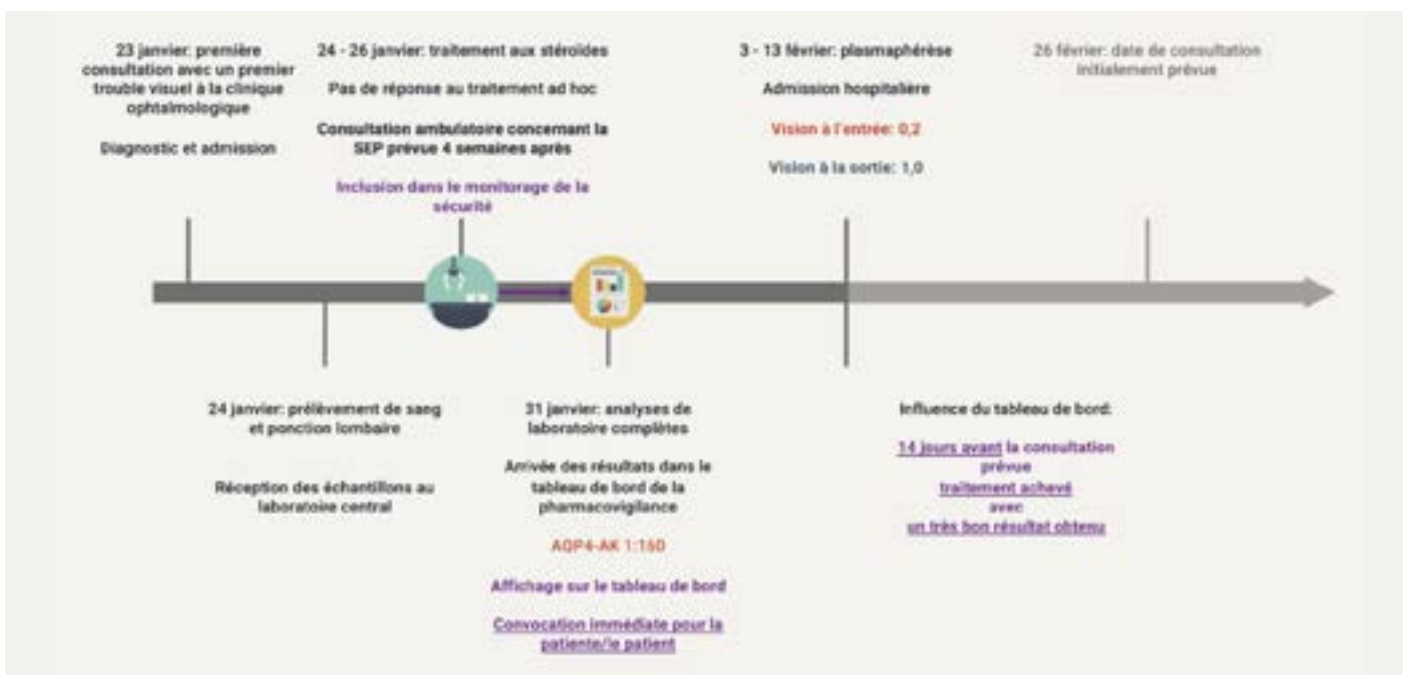 23 janvier: première
consultation avec un premier
trouble visuel à la clinique
ophtalmologique
Diagnostic et admission
24 - 26 janvier: traitement aux stéroïdes
Pas de réponse au traitement ad hoc
Consultation ambulatoire concernant la
SEP prévue 4 semaines après
Inclusion dans le monitorage de la
sécurité
3 - 13 février: plasmaphérèse
Admission hospitalière
Vision à l'entrée: 0,2
Vision à la sortie: 1,0
26 février: date de consultation
initialement prévue
24 janvier: prélèvement de sang
et ponction lombaire
Réception des échantillons au
laboratoire central
31 janvier: analyses de
laboratoire complètes
Arrivée des résultats dans le
tableau de bord de la
pharmacovigilance
AQP4-AK 1:160
Affichage sur le tableau de bord
Convocation immédiate pour la
patiente/le patient
Influence du tableau de bord:
14 jours avant la consultation
prévue
traitement achevé
avec
un très bon résultat obtenu